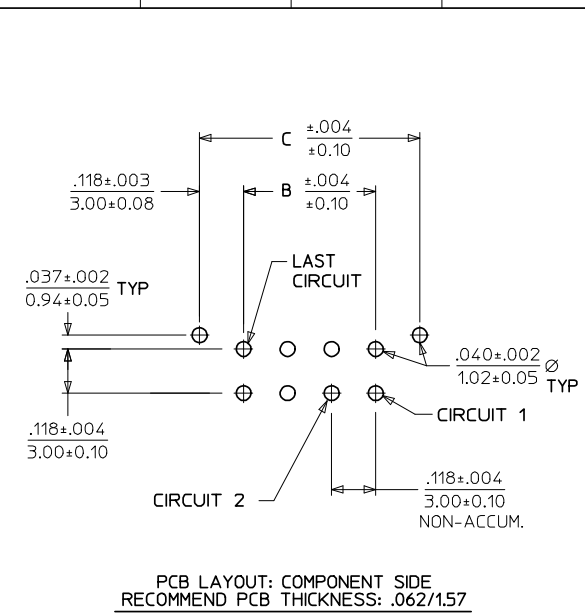 C ±.004
±0.10
.118±.003
3.00±0.08
B ±.004
±0.10
LAST
CIRCUIT
.037±.002
0.94±0.05 TYP
.040±.002
1.02±0.05 Ø
TYP
.118±.004
3.00±0.10
CIRCUIT 1
CIRCUIT 2
.118±.004
3.00±0.10
NON-ACCUM.
PCB LAYOUT: COMPONENT SIDE
RECOMMEND PCB THICKNESS: .062/1.57